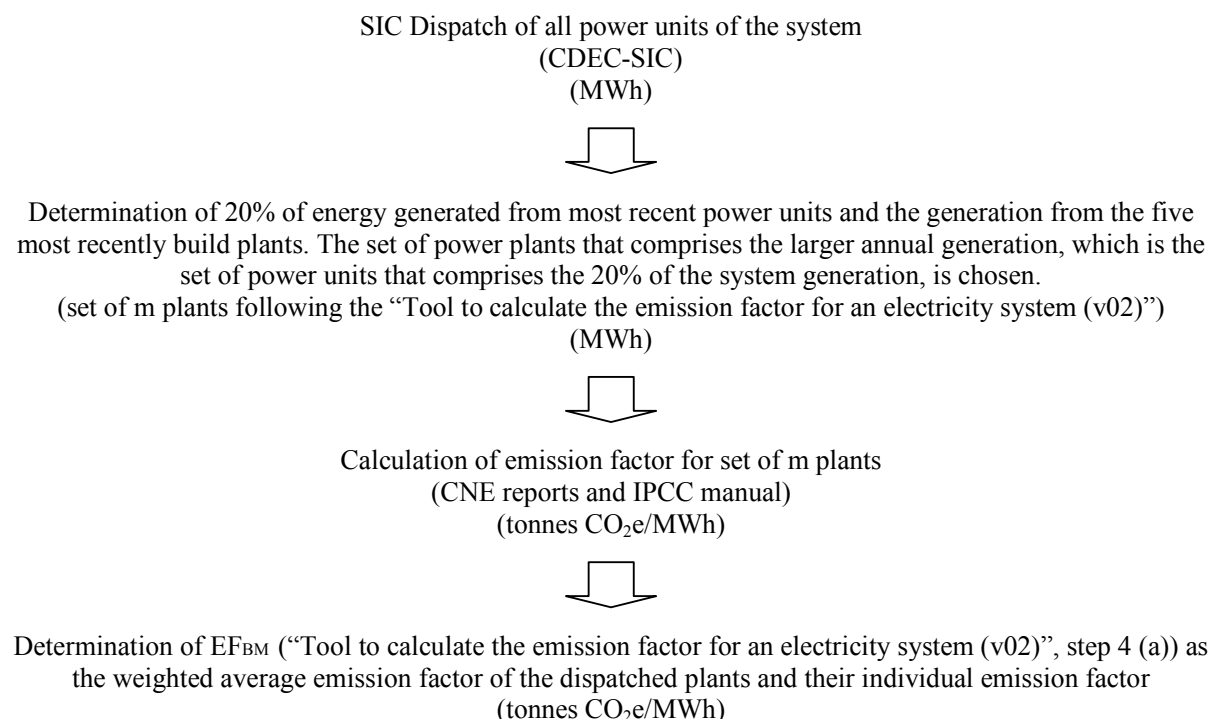 SIC Dispatch of all power units of the system
(CDEC-SIC)
(MWh)
Determination of 20% of energy generated from most recent power units and the generation from the five
most recently build plants. The set of power plants that comprises the larger annual generation, which is the
set of power units that comprises the 20% of the system generation, is chosen.
(set of m plants following the “Tool to calculate the emission factor for an electricity system (v02)”)
(MWh)
Calculation of emission factor for set of m plants
(CNE reports and IPCC manual)
(tonnes CO₂e/MWh)
Determination of EFBM (“Tool to calculate the emission factor for an electricity system (v02)”, step 4 (a)) as
the weighted average emission factor of the dispatched plants and their individual emission factor
(tonnes CO₂e/MWh)